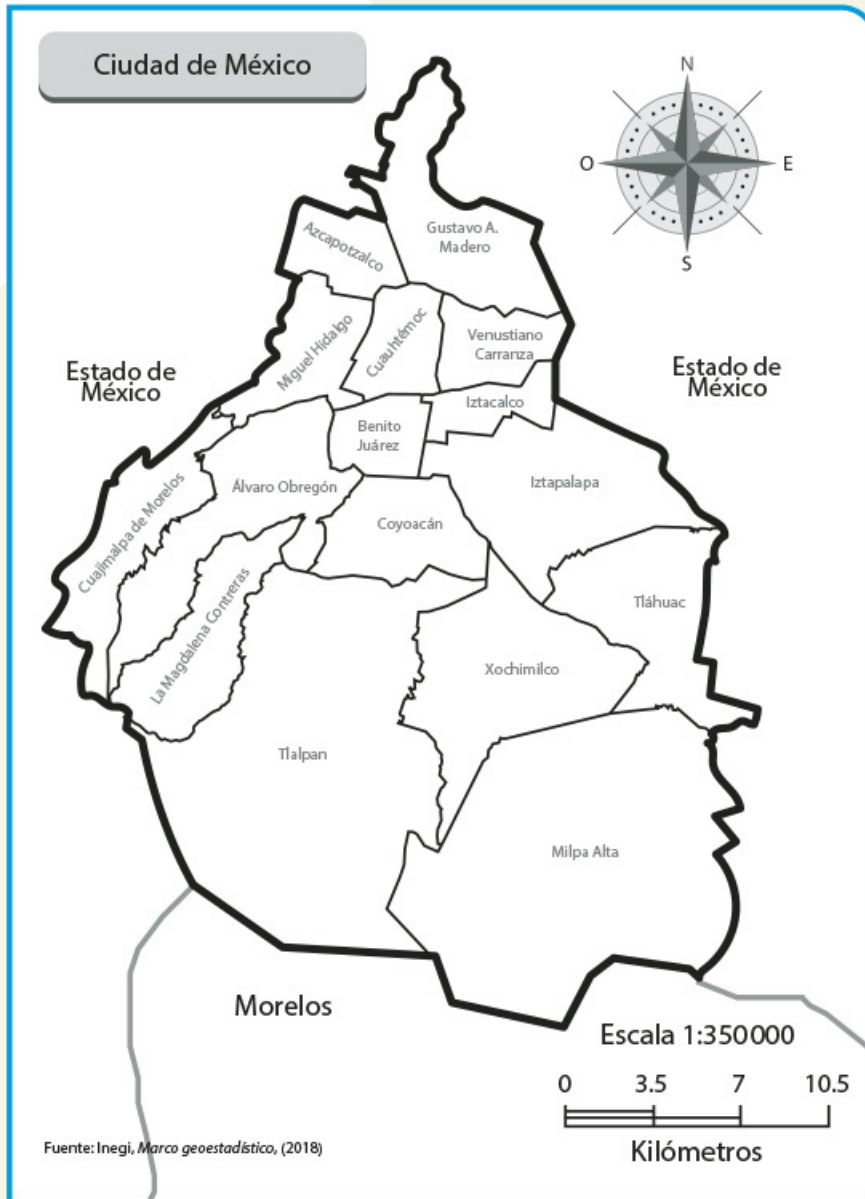 Ciudad de México
N
O
E
S
Azcapotzalco
Gustavo A.
Madero
Miguel Hidalgo
Cuauhtémoc
Venustiano
Carranza
Estado de
México
Estado de
México
Iztacalco
Benito
Juárez
Cuajimalpa de Morelos
Álvaro Obregón
Iztapalapa
Coyoacán
La Magdalena Contreras
Tláhuac
Xochimilco
Tlalpan
Milpa Alta
Morelos
Escala 1:350 000
0 3.5 7 10.5
Kilómetros
Fuente: Inegi, Marco geoestadístico, (2018)